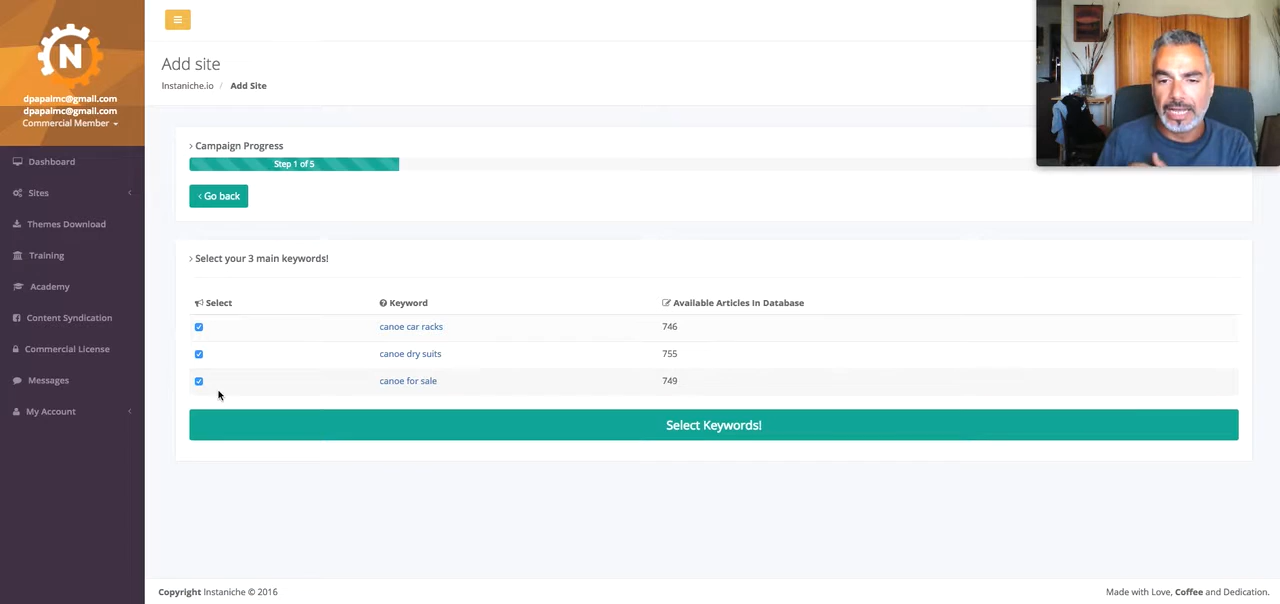 N
dpapaimc@gmail.com
dpapaimc@gmail.com
Commercial Member
Dashboard
Sites
Themes Download
Training
Academy
Content Syndication
Commercial License
Messages
My Account
Add site
Instaniche.io / Add Site
Campaign Progress
Step 1 of 5
Go back
Select your 3 main keywords!
Select Keyword Available Articles In Database
canoe car racks 746
canoe dry suits 755
canoe for sale 749
Select Keywords!
Copyright Instaniche © 2016
Made with Love, Coffee and Dedication.